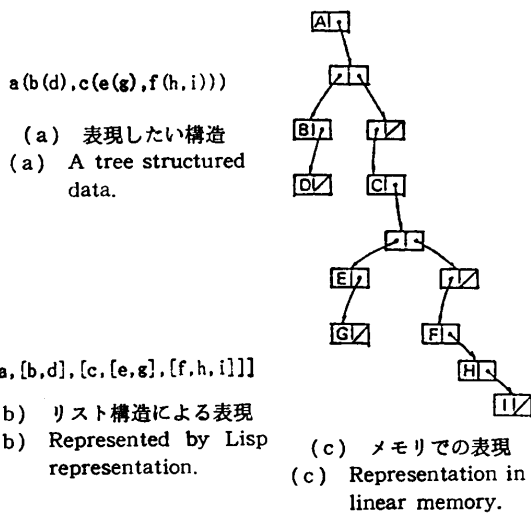 a(b(d),c(e(g),f(h,i)))
(a) 表現したい構造
(a) A tree structured
data.
a,[b,d],[c,[e,g],[f,h,i]]]
b) リスト構造による表現
b) Represented by Lisp
representation.
A
B
D
C
E
G
F
H
I
(c) メモリでの表現
(c) Representation in
linear memory.